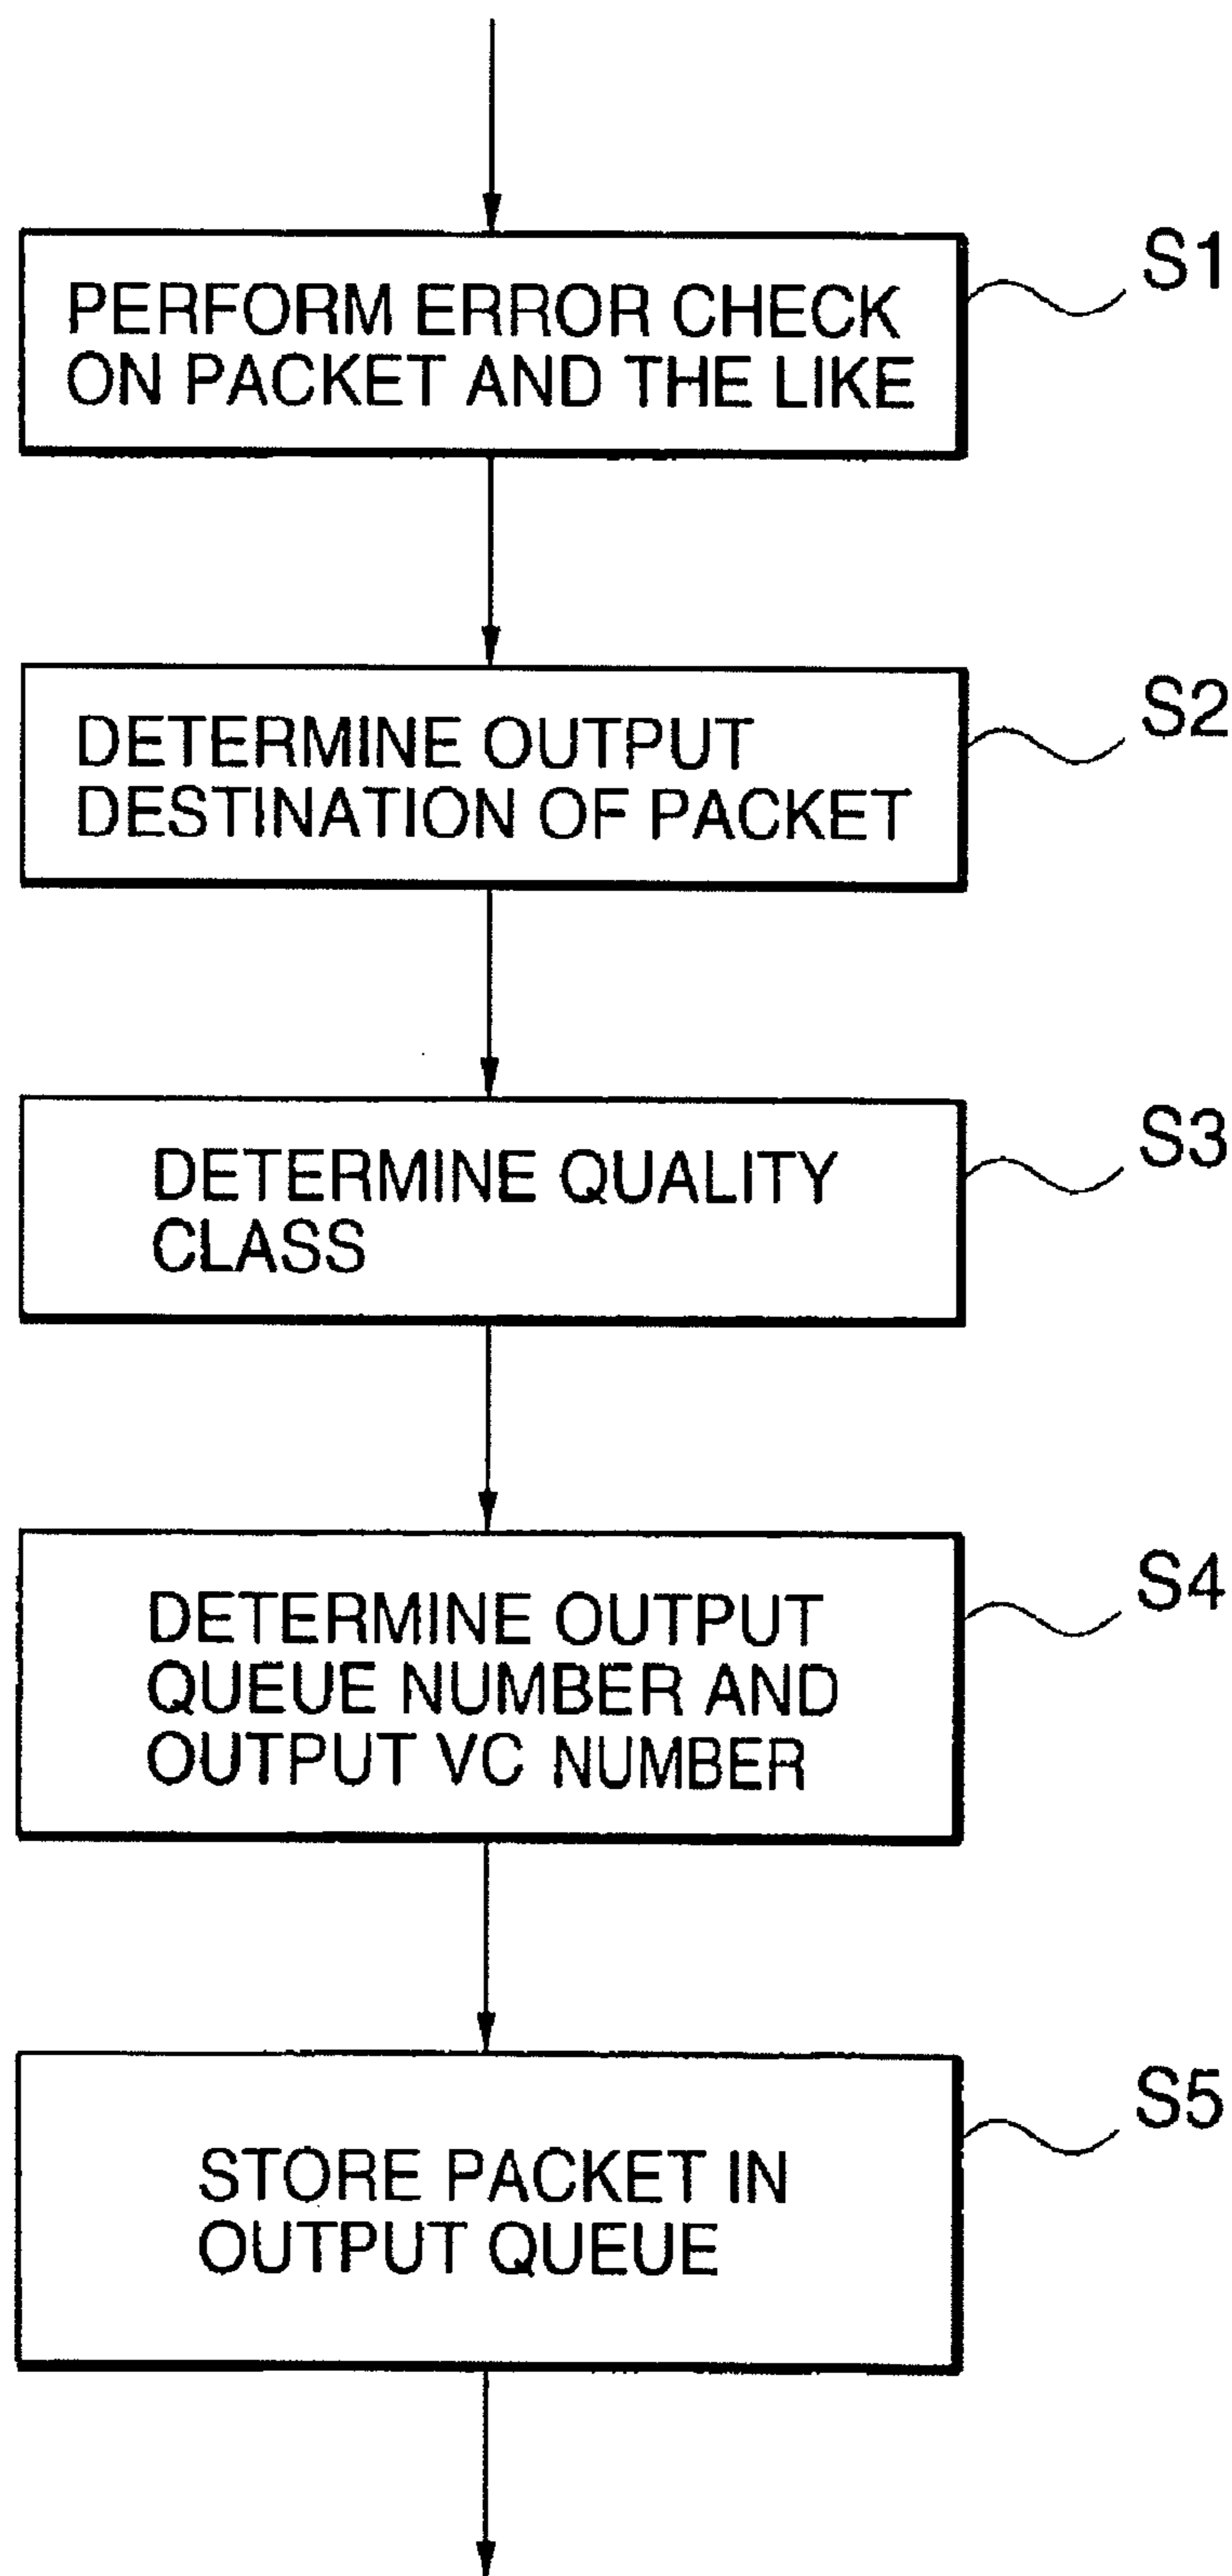 S1
PERFORM ERROR CHECK
ON PACKET AND THE LIKE
S2
DETERMINE OUTPUT
DESTINATION OF PACKET
S3
DETERMINE QUALITY
CLASS
S4
DETERMINE OUTPUT
QUEUE NUMBER AND
OUTPUT VC NUMBER
S5
STORE PACKET IN
OUTPUT QUEUE